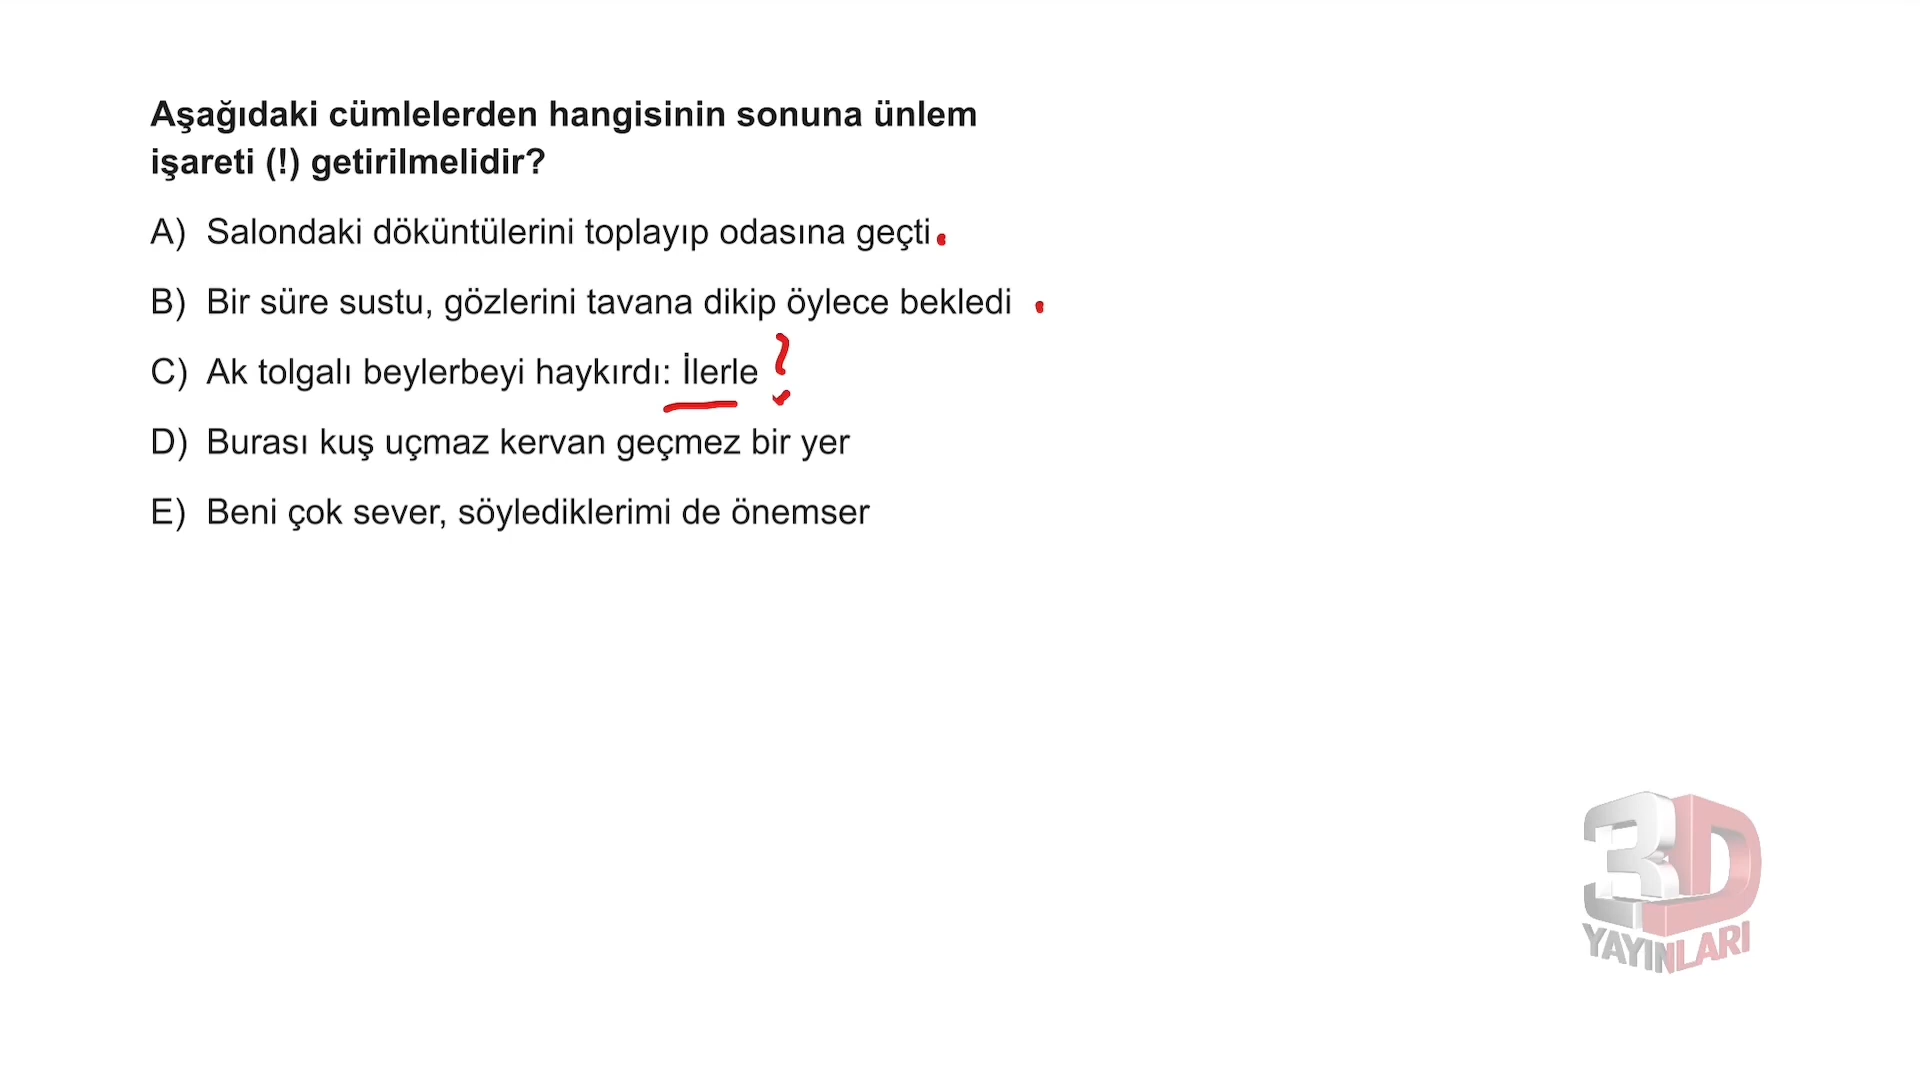 Aşağıdaki cümlelerden hangisinin sonuna ünlem
işareti (!) getirilmelidir?
A) Salondaki döküntülerini toplayıp odasına geçti.
B) Bir süre sustu, gözlerini tavana dikip öylece bekledi .
C) Ak tolgalı beylerbeyi haykırdı: İlerle !
D) Burası kuş uçmaz kervan geçmez bir yer
E) Beni çok sever, söylediklerimi de önemser
3D
YAYINLARI